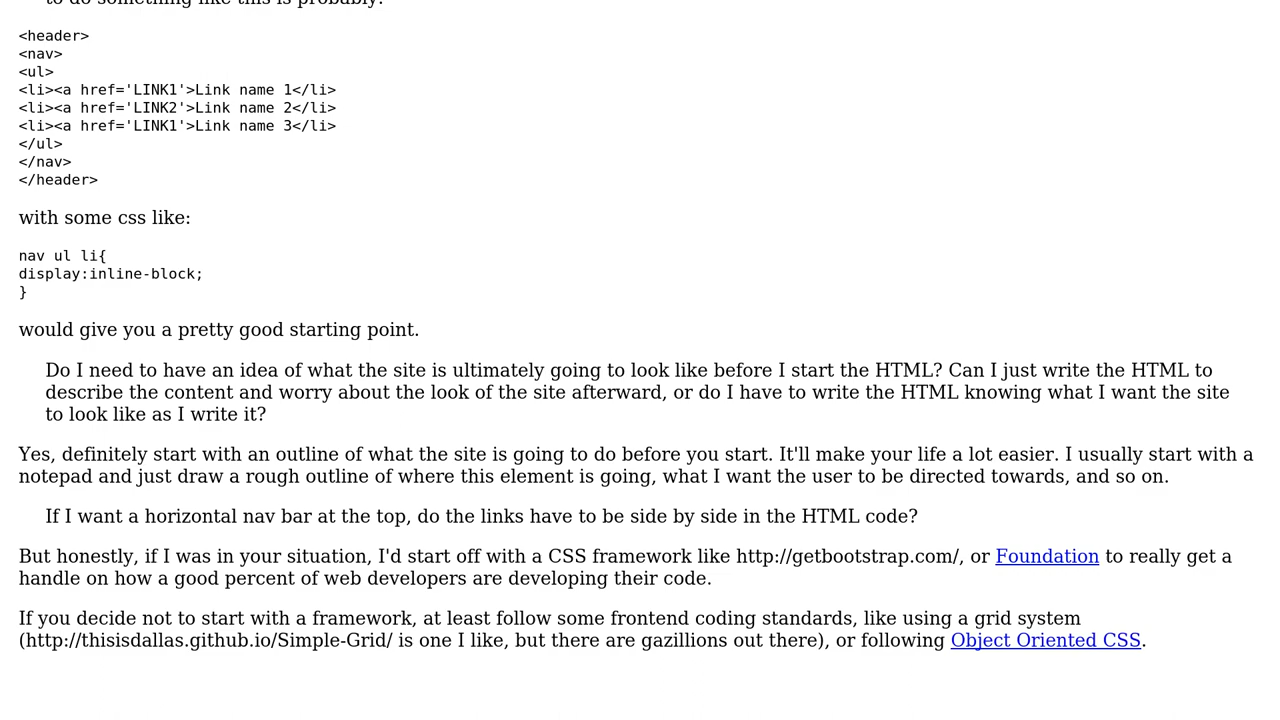 to do something like this is probably:
<header>
<nav>
<ul>
<li><a href='LINK1'>Link name 1</li>
<li><a href='LINK2'>Link name 2</li>
<li><a href='LINK1'>Link name 3</li>
</ul>
</nav>
</header>
with some css like:
nav ul li{
display:inline-block;
}
would give you a pretty good starting point.
Do I need to have an idea of what the site is ultimately going to look like before I start the HTML? Can I just write the HTML to
describe the content and worry about the look of the site afterward, or do I have to write the HTML knowing what I want the site
to look like as I write it?
Yes, definitely start with an outline of what the site is going to do before you start. It'll make your life a lot easier. I usually start with a
notepad and just draw a rough outline of where this element is going, what I want the user to be directed towards, and so on.
If I want a horizontal nav bar at the top, do the links have to be side by side in the HTML code?
But honestly, if I was in your situation, I'd start off with a CSS framework like http://getbootstrap.com/, or Foundation to really get a
handle on how a good percent of web developers are developing their code.
If you decide not to start with a framework, at least follow some frontend coding standards, like using a grid system
(http://thisisdallas.github.io/Simple-Grid/ is one I like, but there are gazillions out there), or following Object Oriented CSS.